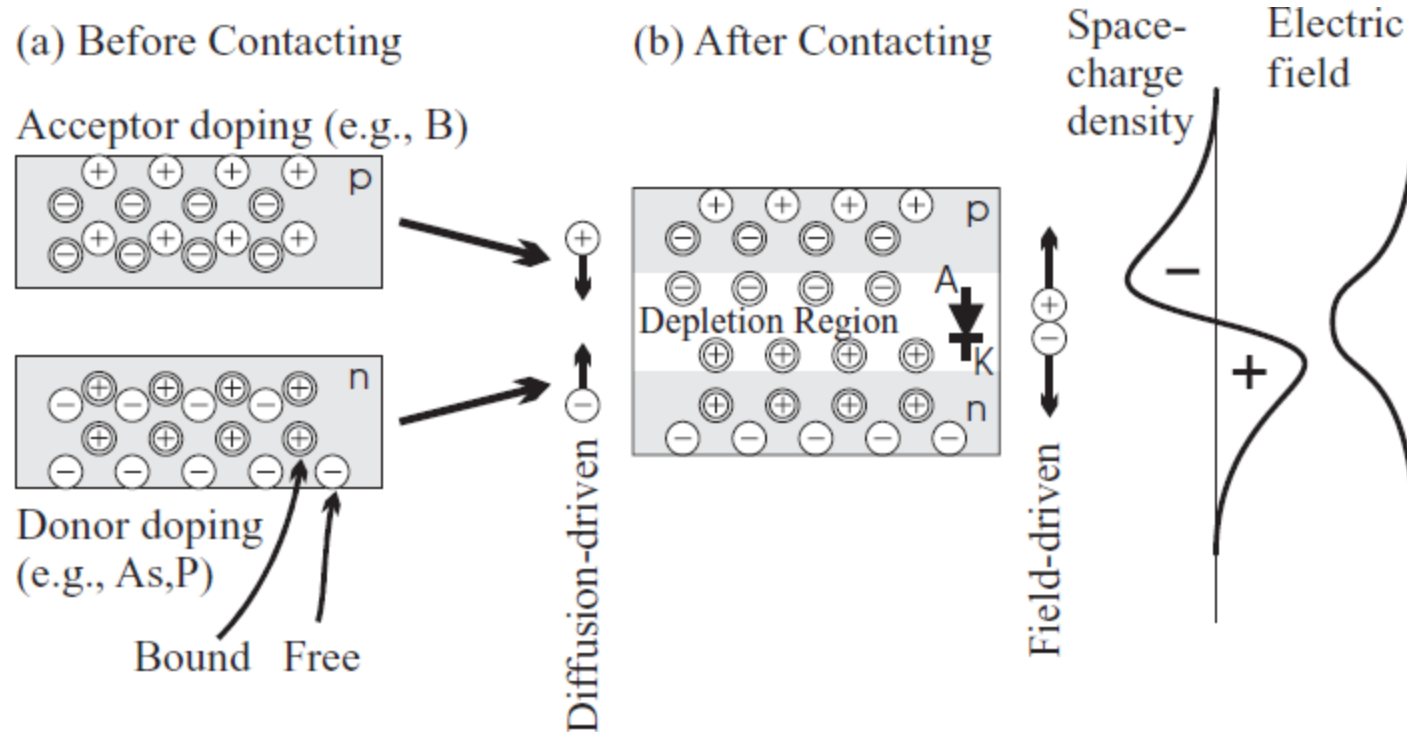 (a) Before Contacting
Acceptor doping (e.g., B)
p
n
Donor doping
(e.g., As,P)
Bound
Free
Diffusion-driven
(b) After Contacting
p
A
Depletion Region
K
n
Field-driven
Space-
charge
density
−
+
Electric
field